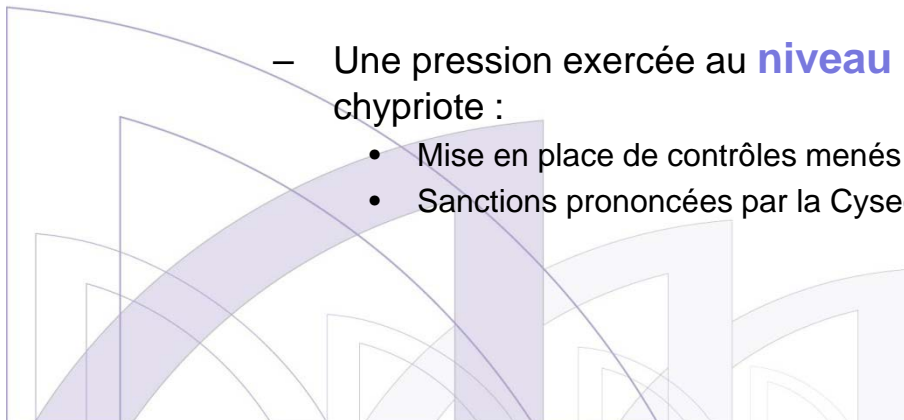 – Une pression exercée au niveau
chypriote :
• Mise en place de contrôles menés
• Sanctions prononcées par la Cyse